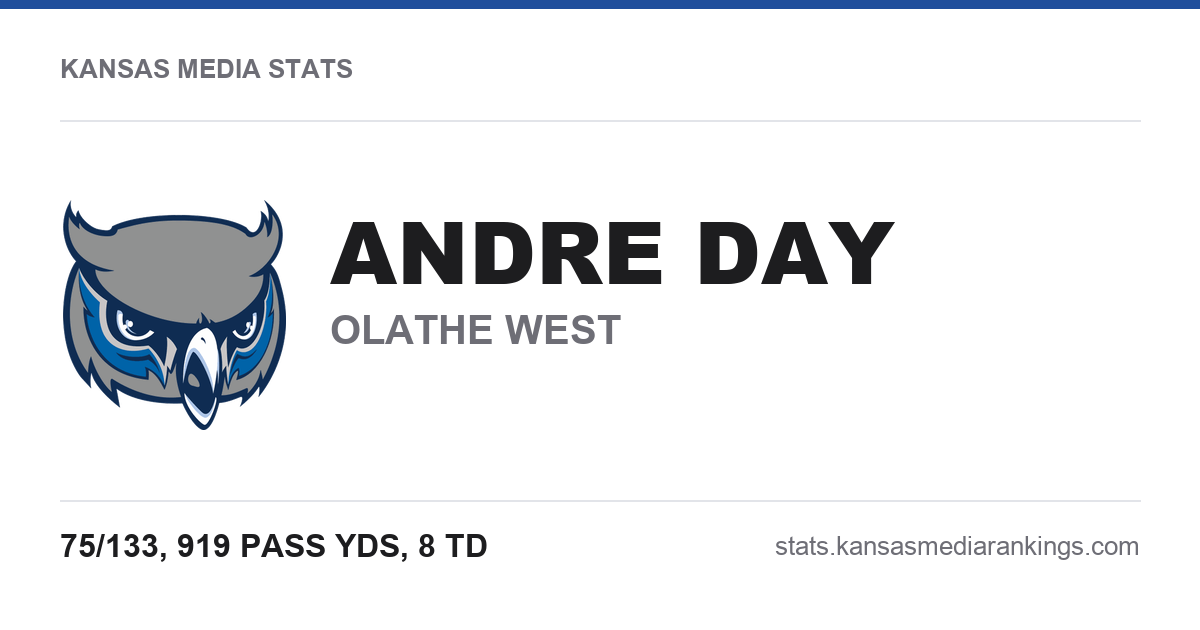 KANSAS MEDIA STATS
ANDRE DAY
OLATHE WEST
75/133, 919 PASS YDS, 8 TD
stats.kansasmediarankings.com